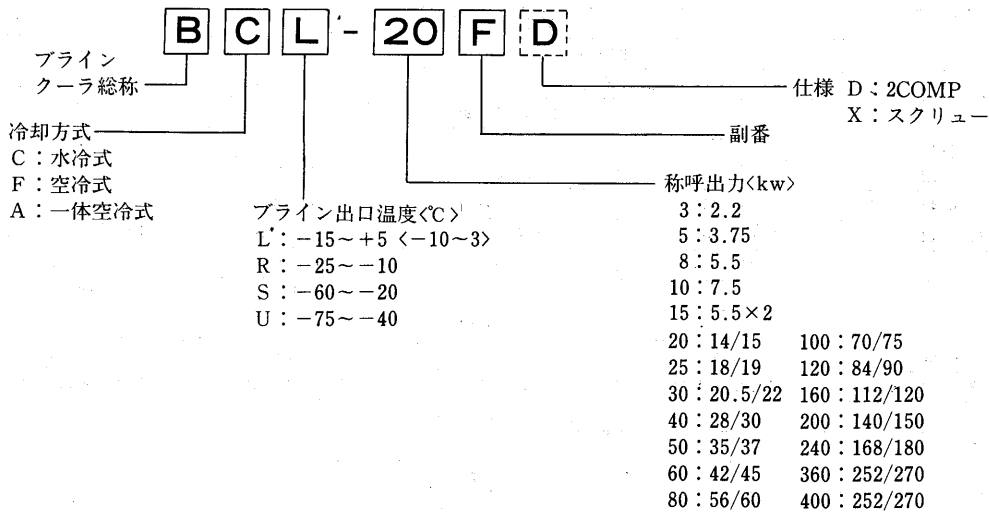 BCL-20FD
ブライン
クーラ総称
冷却方式
C：水冷式
F：空冷式
A：一体空冷式
ブライン出口温度<℃>
L：-15～+5 <-10～3>
R：-25～-10
S：-60～-20
U：-75～-40
仕様 D：2COMP
X：スクリュー
副番
称呼出力<kw>
3：2.2
5：3.75
8：5.5
10：7.5
15：5.5×2
20：14/15 100：70/75
25：18/19 120：84/90
30：20.5/22 160：112/120
40：28/30 200：140/150
50：35/37 240：168/180
60：42/45 360：252/270
80：56/60 400：252/270